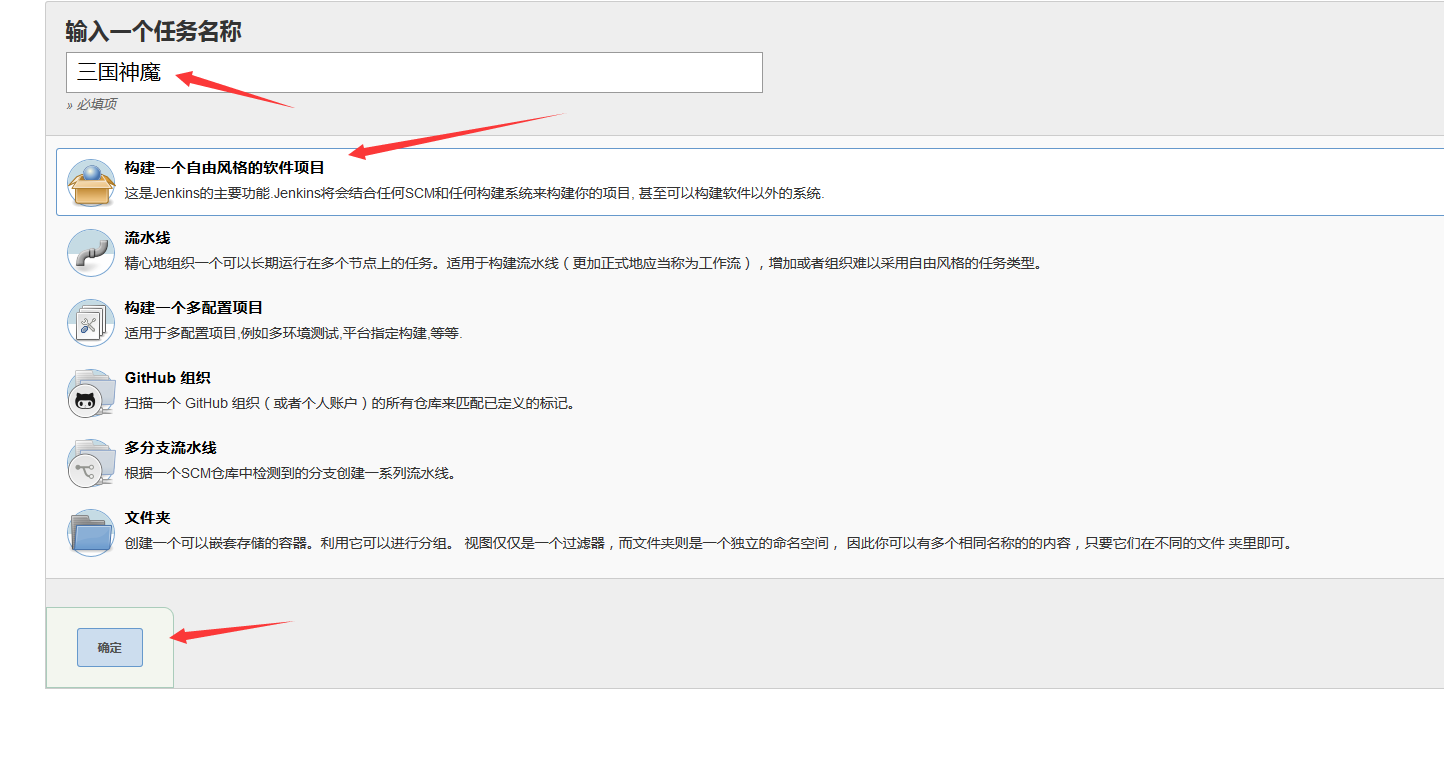 输入一个任务名称
三国神魔
» 必填项
构建一个自由风格的软件项目
这是Jenkins的主要功能.Jenkins将会结合任何SCM和任何构建系统来构建你的项目, 甚至可以构建软件以外的系统.
流水线
精心地组织一个可以长期运行在多个节点上的任务。适用于构建流水线（更加正式地应当称为工作流），增加或者组织难以采用自由风格的任务类型。
构建一个多配置项目
适用于多配置项目,例如多环境测试,平台指定构建,等等.
GitHub 组织
扫描一个 GitHub 组织（或者个人账户）的所有仓库来匹配已定义的标记。
多分支流水线
根据一个SCM仓库中检测到的分支创建一系列流水线。
文件夹
创建一个可以嵌套存储的容器。利用它可以进行分组。 视图仅仅是一个过滤器，而文件夹则是一个独立的命名空间， 因此你可以有多个相同名称的的内容，只要它们在不同的文件 夹里即可。
确定